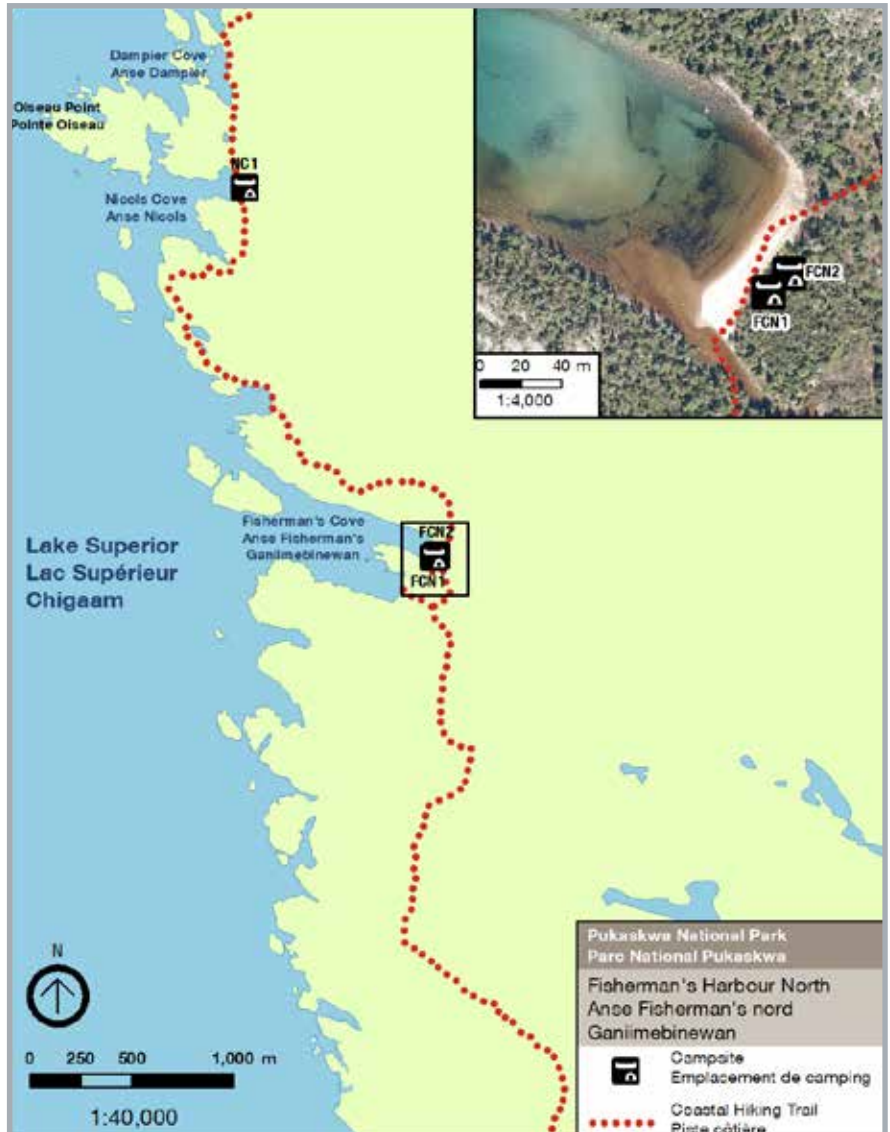 Dampier Cove
Anse Dampier
Oiseau Point
Pointe Oiseau
NC1
Nicols Cove
Anse Nicols
FCN2
FCN1
0 20 40 m
1:4,000
Fisherman's Cove
Anse Fisherman's
Ganiimebinewan
FCN2
FCN1
Lake Superior
Lac Supérieur
Chigaam
N
0 250 500 1,000 m
1:40,000
Pukaskwa National Park
Parc National Pukaskwa
Fisherman's Harbour North
Anse Fisherman's nord
Ganiimebinewan
Campsite
Emplacement de camping
Coastal Hiking Trail
Piste côtière